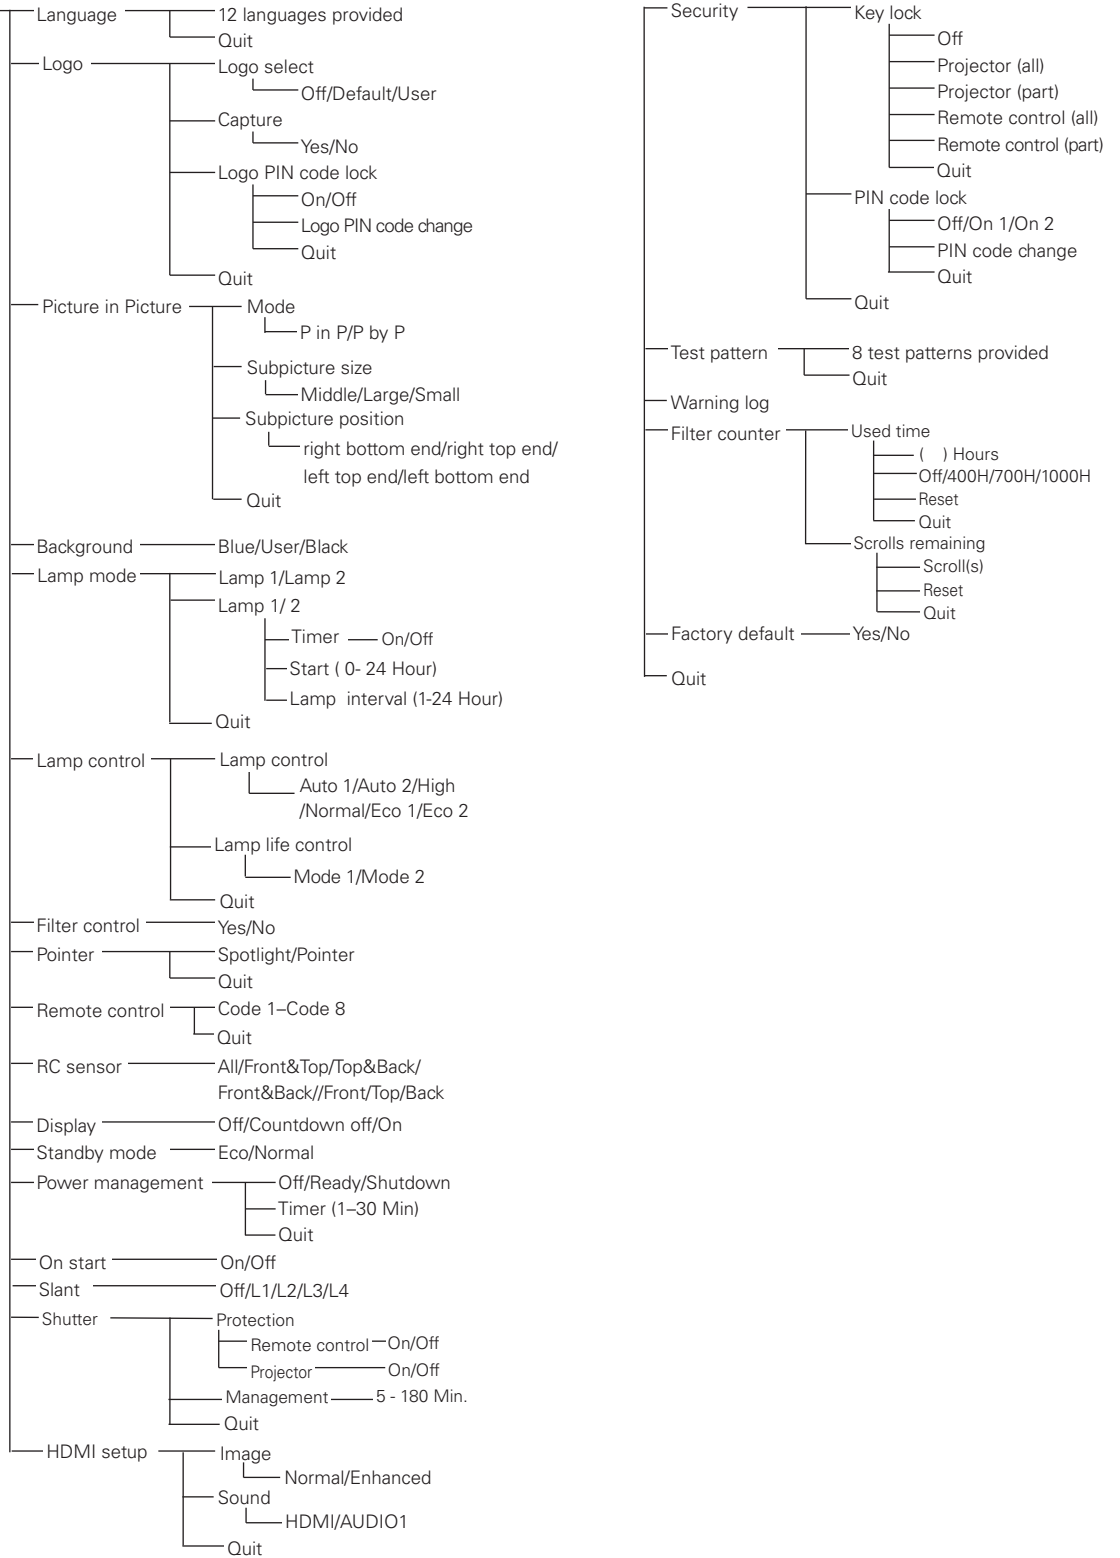 Language 12 languages provided
Quit
Logo Logo select
Off/Default/User
Capture
Yes/No
Logo PIN code lock
On/Off
Logo PIN code change
Quit
Quit
Picture in Picture Mode
P in P/P by P
Subpicture size
Middle/Large/Small
Subpicture position
right bottom end/right top end/
left top end/left bottom end
Quit
Background Blue/User/Black
Lamp mode Lamp 1/Lamp 2
Lamp 1/ 2
Timer On/Off
Start ( 0- 24 Hour)
Lamp interval (1-24 Hour)
Quit
Lamp control Lamp control
Auto 1/Auto 2/High
/Normal/Eco 1/Eco 2
Lamp life control
Mode 1/Mode 2
Quit
Filter control Yes/No
Pointer Spotlight/Pointer
Quit
Remote control Code 1–Code 8
Quit
RC sensor All/Front&Top/Top&Back/
Front&Back//Front/Top/Back
Display Off/Countdown off/On
Standby mode Eco/Normal
Power management Off/Ready/Shutdown
Timer (1–30 Min)
Quit
On start On/Off
Slant Off/L1/L2/L3/L4
Shutter Protection
Remote control On/Off
Projector On/Off
Management 5 - 180 Min.
Quit
HDMI setup Image
Normal/Enhanced
Sound
HDMI/AUDIO1
Quit
Security Key lock
Off
Projector (all)
Projector (part)
Remote control (all)
Remote control (part)
Quit
PIN code lock
Off/On 1/On 2
PIN code change
Quit
Quit
Test pattern 8 test patterns provided
Quit
Warning log
Filter counter Used time
( ) Hours
Off/400H/700H/1000H
Reset
Quit
Scrolls remaining
Scroll(s)
Reset
Quit
Factory default Yes/No
Quit